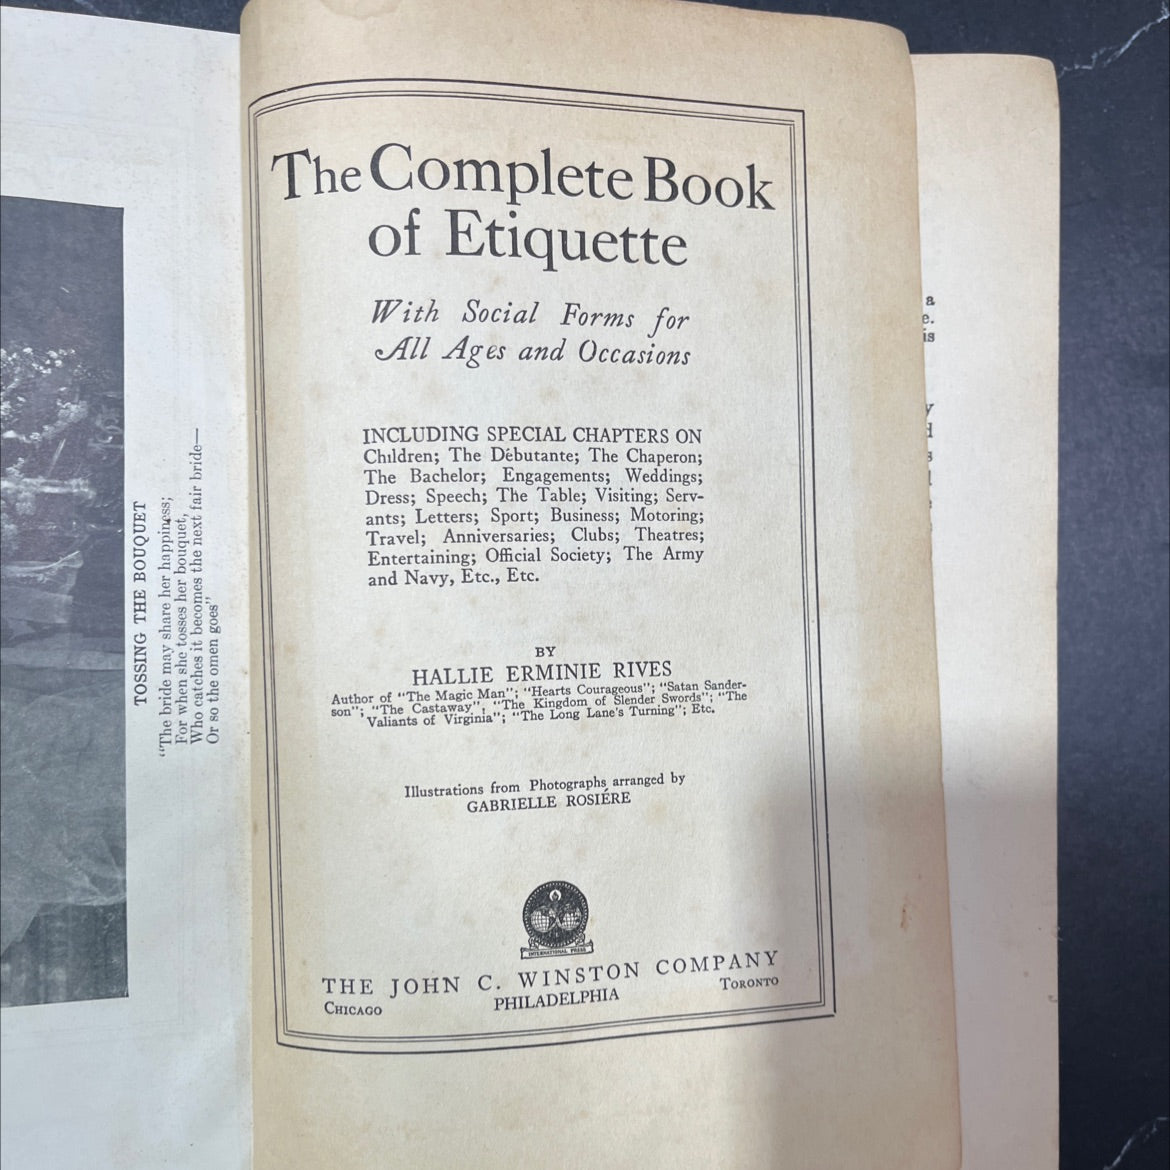 TOSSING THE BOUQUET
"The bride may share her happiness;
For when she tosses her bouquet,
Who catches it becomes the next fair bride—
Or so the omen goes"
The Complete Book
of Etiquette
With Social Forms for
All Ages and Occasions
INCLUDING SPECIAL CHAPTERS ON
Children; The Débutante; The Chaperon;
The Bachelor; Engagements; Weddings;
Dress; Speech; The Table; Visiting; Serv-
ants; Letters; Sport; Business; Motoring;
Travel; Anniversaries; Clubs; Theatres;
Entertaining; Official Society; The Army
and Navy, Etc., Etc.
BY
HALLIE ERMINIE RIVES
Author of "The Magic Man"; "Hearts Courageous"; "Satan Sander-
son"; "The Castaway"; "The Kingdom of Slender Swords"; "The
Valiants of Virginia"; "The Long Lane's Turning"; Etc.
Illustrations from Photographs arranged by
GABRIELLE ROSIÉRE
INTERNATIONAL PRESS
THE JOHN C. WINSTON COMPANY
CHICAGO PHILADELPHIA TORONTO
a
e.
is